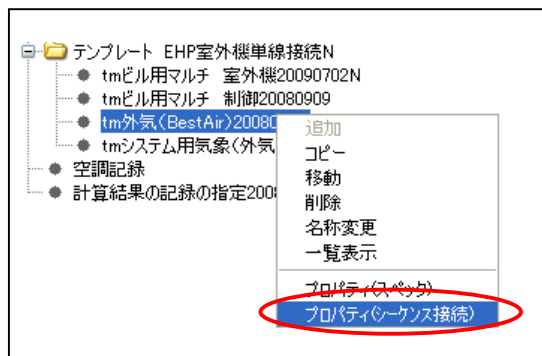 テンプレート EHP室外機単線接続N
tmビル用マルチ 室外機20090702N
tmビル用マルチ 制御20080909
tm外気(BestAir)2008
tmシステム用気象(外気
空調記録
計算結果の記録の指定200
追加
コピー
移動
削除
名称変更
一覧表示
プロパティ(スペック)
プロパティ(シーケンス接続)